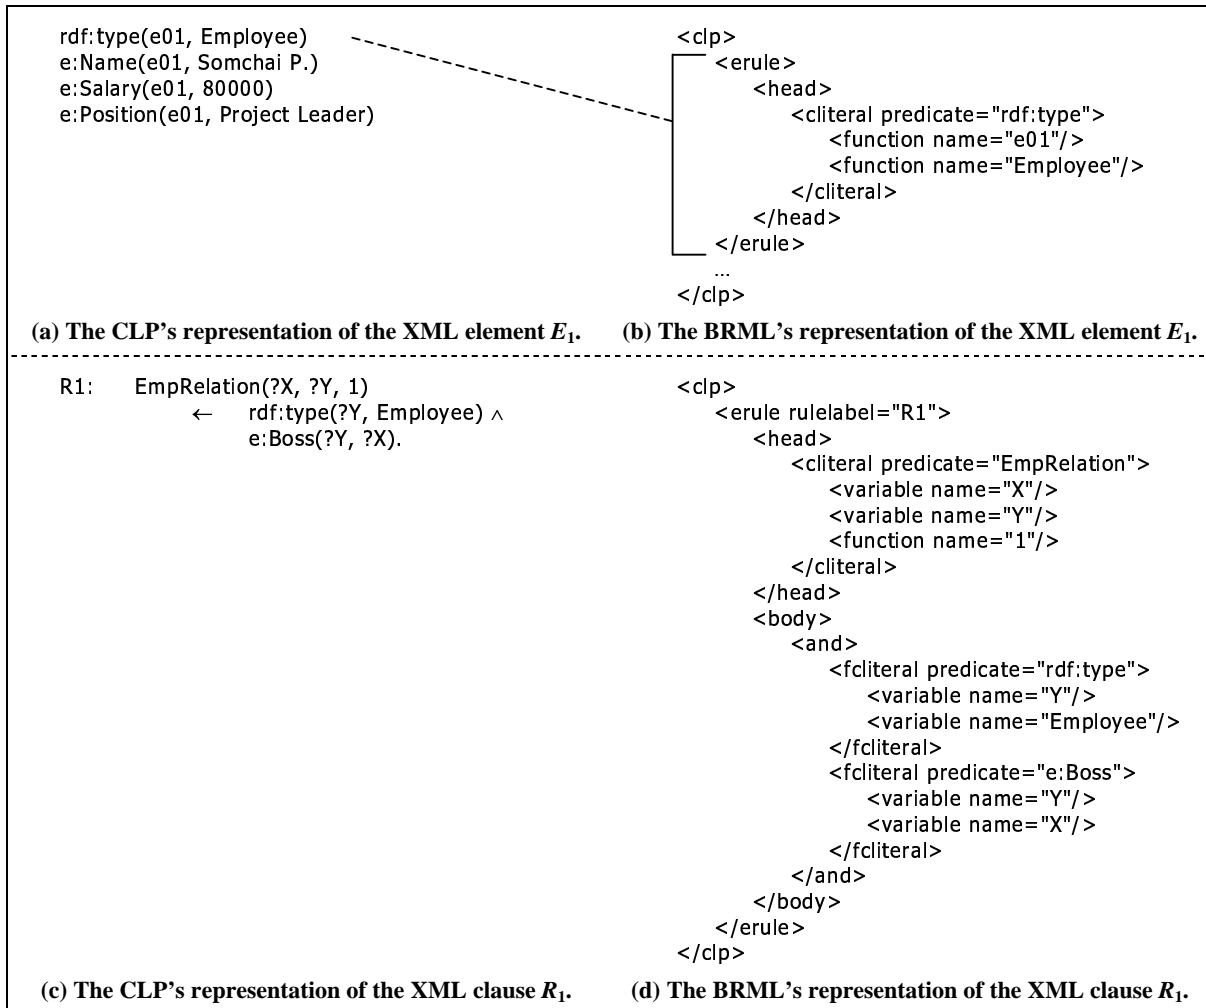 rdf:type(e01, Employee)
e:Name(e01, Somchai P.)
e:Salary(e01, 80000)
e:Position(e01, Project Leader)
<clp>
<erule>
<head>
<cliteral predicate="rdf:type">
<function name="e01"/>
<function name="Employee"/>
</cliteral>
</head>
</erule>
...
</clp>
(a) The CLP's representation of the XML element E1.
(b) The BRML's representation of the XML element E1.
R1: EmpRelation(?X, ?Y, 1)
← rdf:type(?Y, Employee) ∧
e:Boss(?Y, ?X).
<clp>
<erule rulelabel="R1">
<head>
<cliteral predicate="EmpRelation">
<variable name="X"/>
<variable name="Y"/>
<function name="1"/>
</cliteral>
</head>
<body>
<and>
<fcliteral predicate="rdf:type">
<variable name="Y"/>
<variable name="Employee"/>
</fcliteral>
<fcliteral predicate="e:Boss">
<variable name="Y"/>
<variable name="X"/>
</fcliteral>
</and>
</body>
</erule>
</clp>
(c) The CLP's representation of the XML clause R1.
(d) The BRML's representation of the XML clause R1.